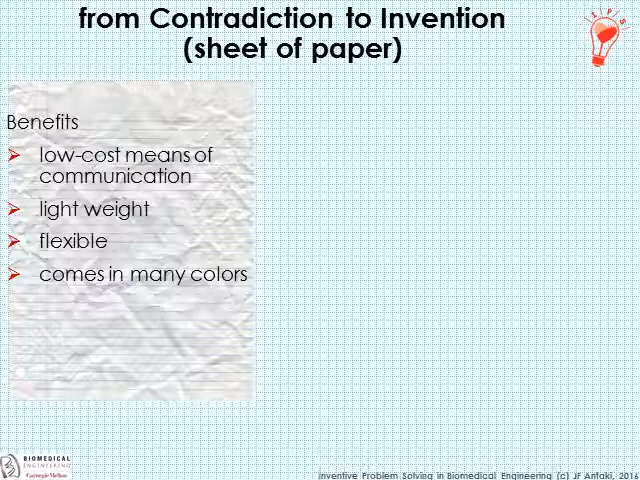 from Contradiction to Invention
(sheet of paper)
I P S
Benefits
low-cost means of
communication
light weight
flexible
comes in many colors
BIOMEDICAL
ENGINEERING
Carnegie Mellon
Inventive Problem Solving in Biomedical Engineering (c) JF Antaki, 2016